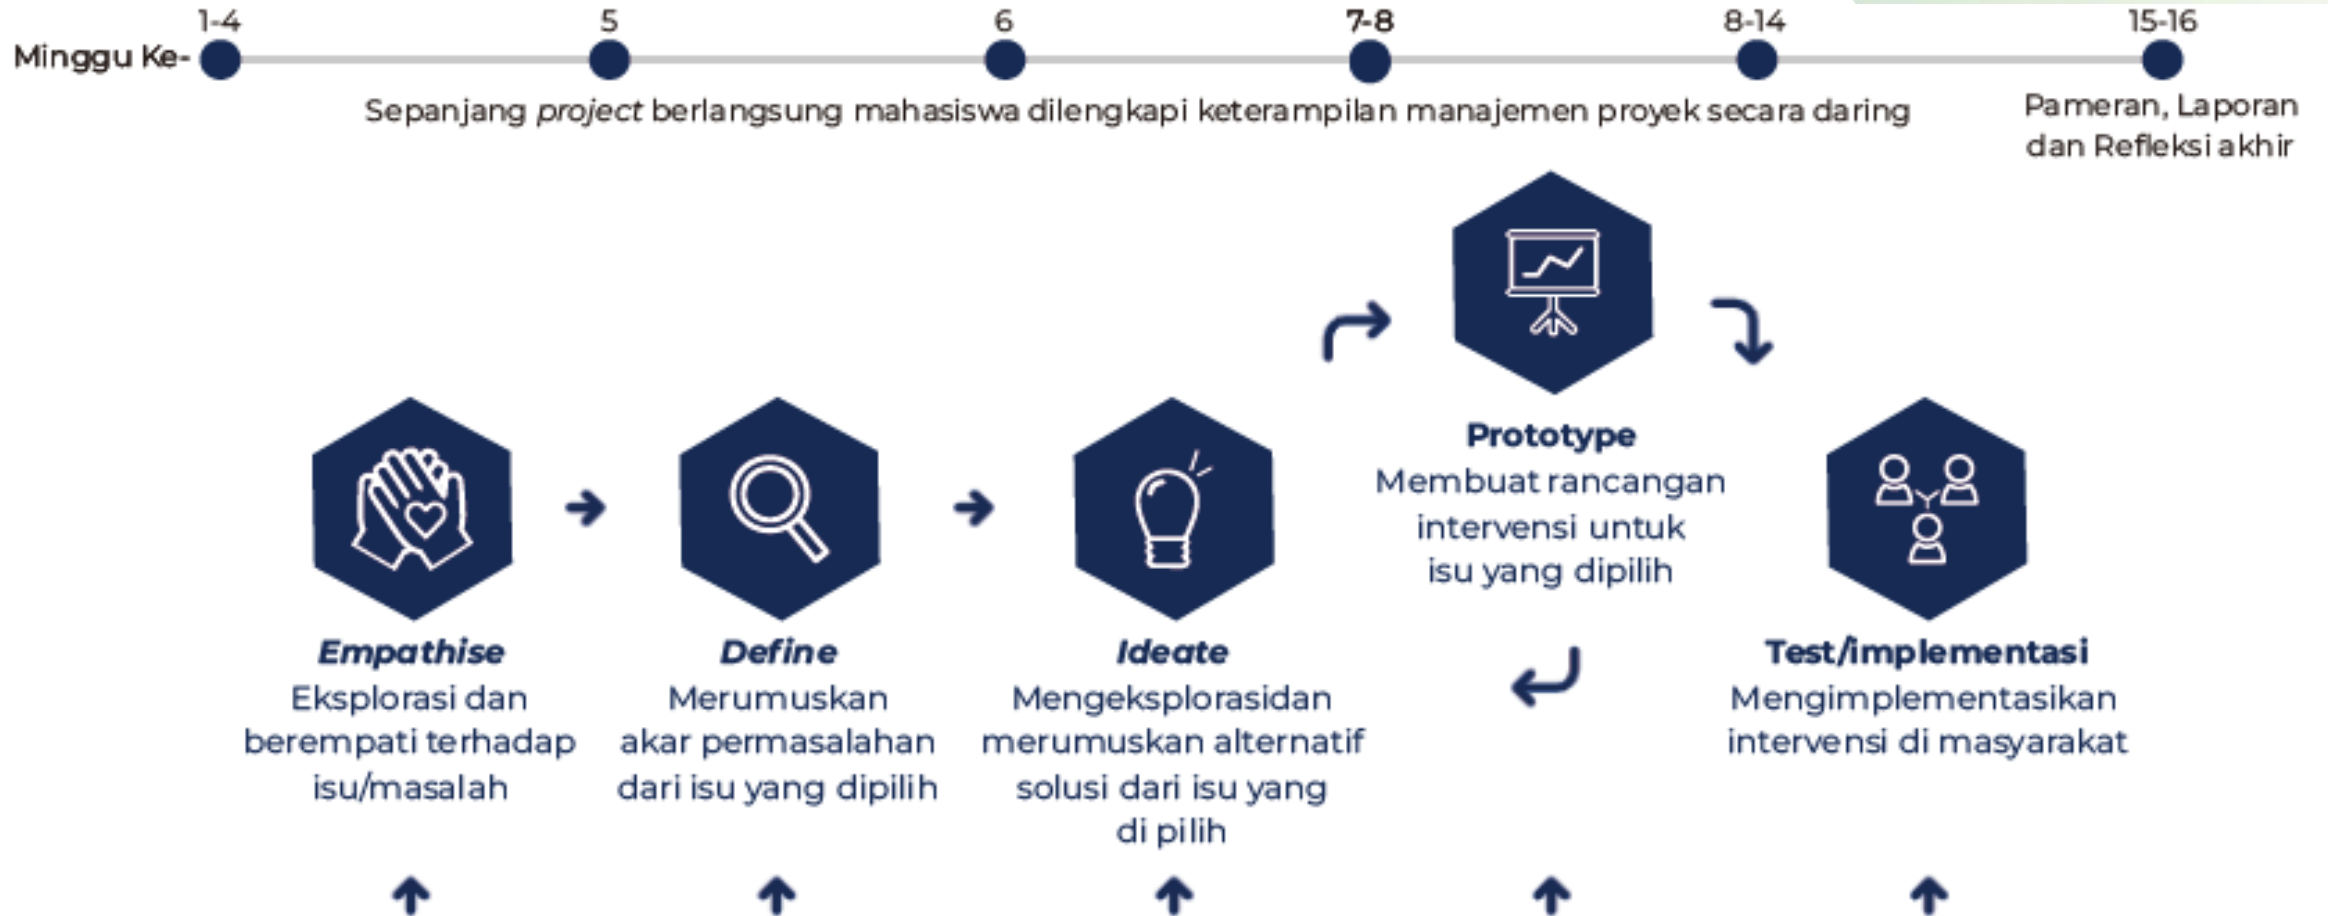 1-4
5
6
7-8
8-14
15-16
Minggu Ke-
Sepanjang project berlangsung mahasiswa dilengkapi keterampilan manajemen proyek secara daring
Pameran, Laporan
dan Refleksi akhir
Empathise
Eksplorasi dan
berempati terhadap
isu/masalah
Define
Merumuskan
akar permasalahan
dari isu yang dipilih
Ideate
Mengeksplorasidan
merumuskan alternatif
solusi dari isu yang
di pilih
Prototype
Membuat rancangan
intervensi untuk
isu yang dipilih
Test/implementasi
Mengimplementasikan
intervensi di masyarakat